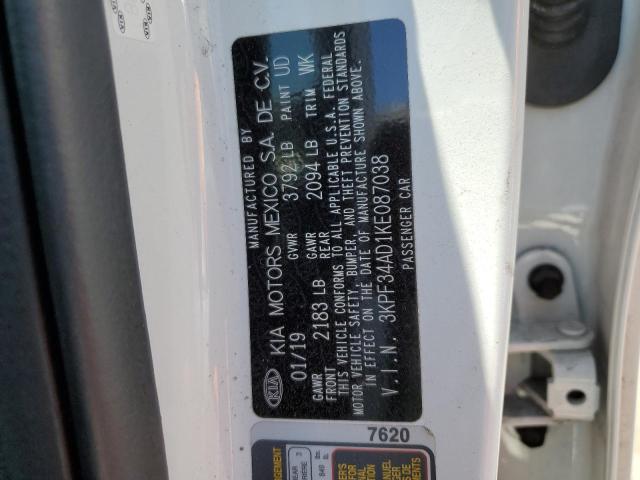 KIA
MANUFACTURED BY
KIA MOTORS MEXICO S.A. DE C.V.
01/19 GVWR 3792 LB PAINT UD
GAWR FRONT 2183 LB GAWR REAR 2094 LB TRIM WK
THIS VEHICLE CONFORMS TO ALL APPLICABLE U.S.A. FEDERAL
MOTOR VEHICLE SAFETY, BUMPER, AND THEFT PREVENTION STANDARDS
IN EFFECT ON THE DATE OF MANUFACTURE SHOWN ABOVE.
V.I.N. 3KPF34AD1KE087038
PASSENGER CAR
7620